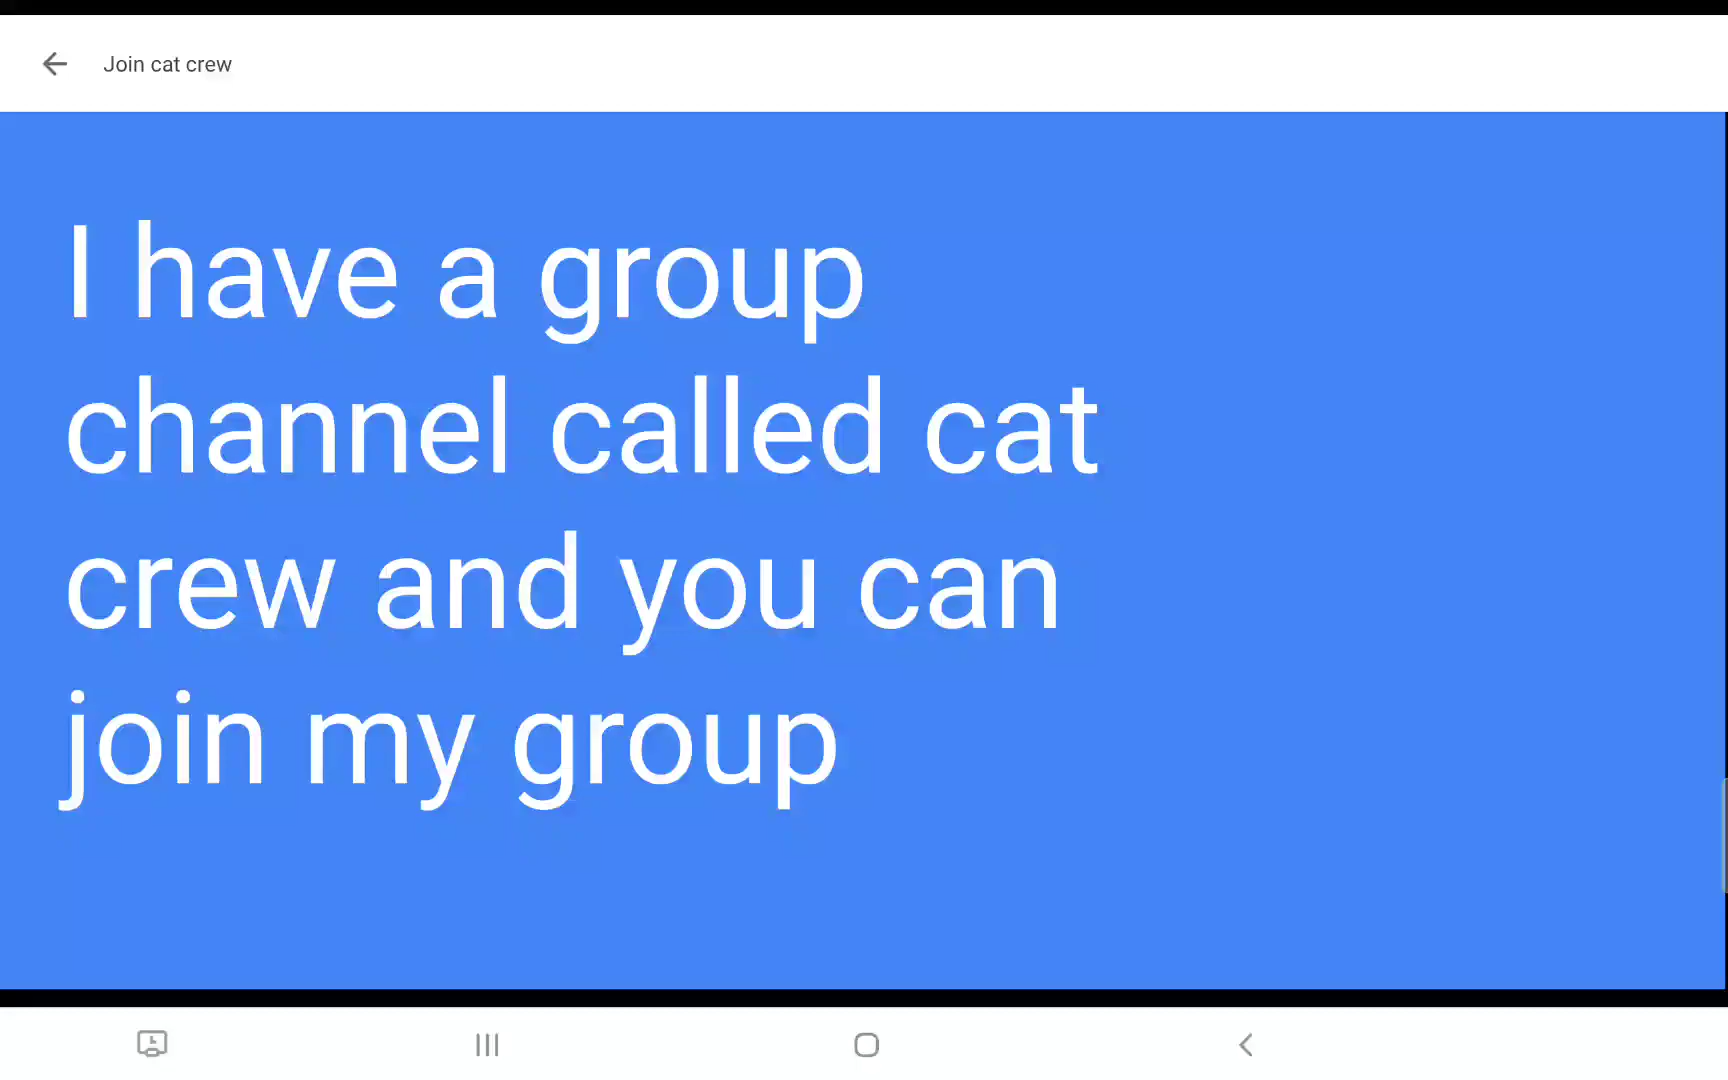 Join cat crew
I have a group
channel called cat
crew and you can
join my group